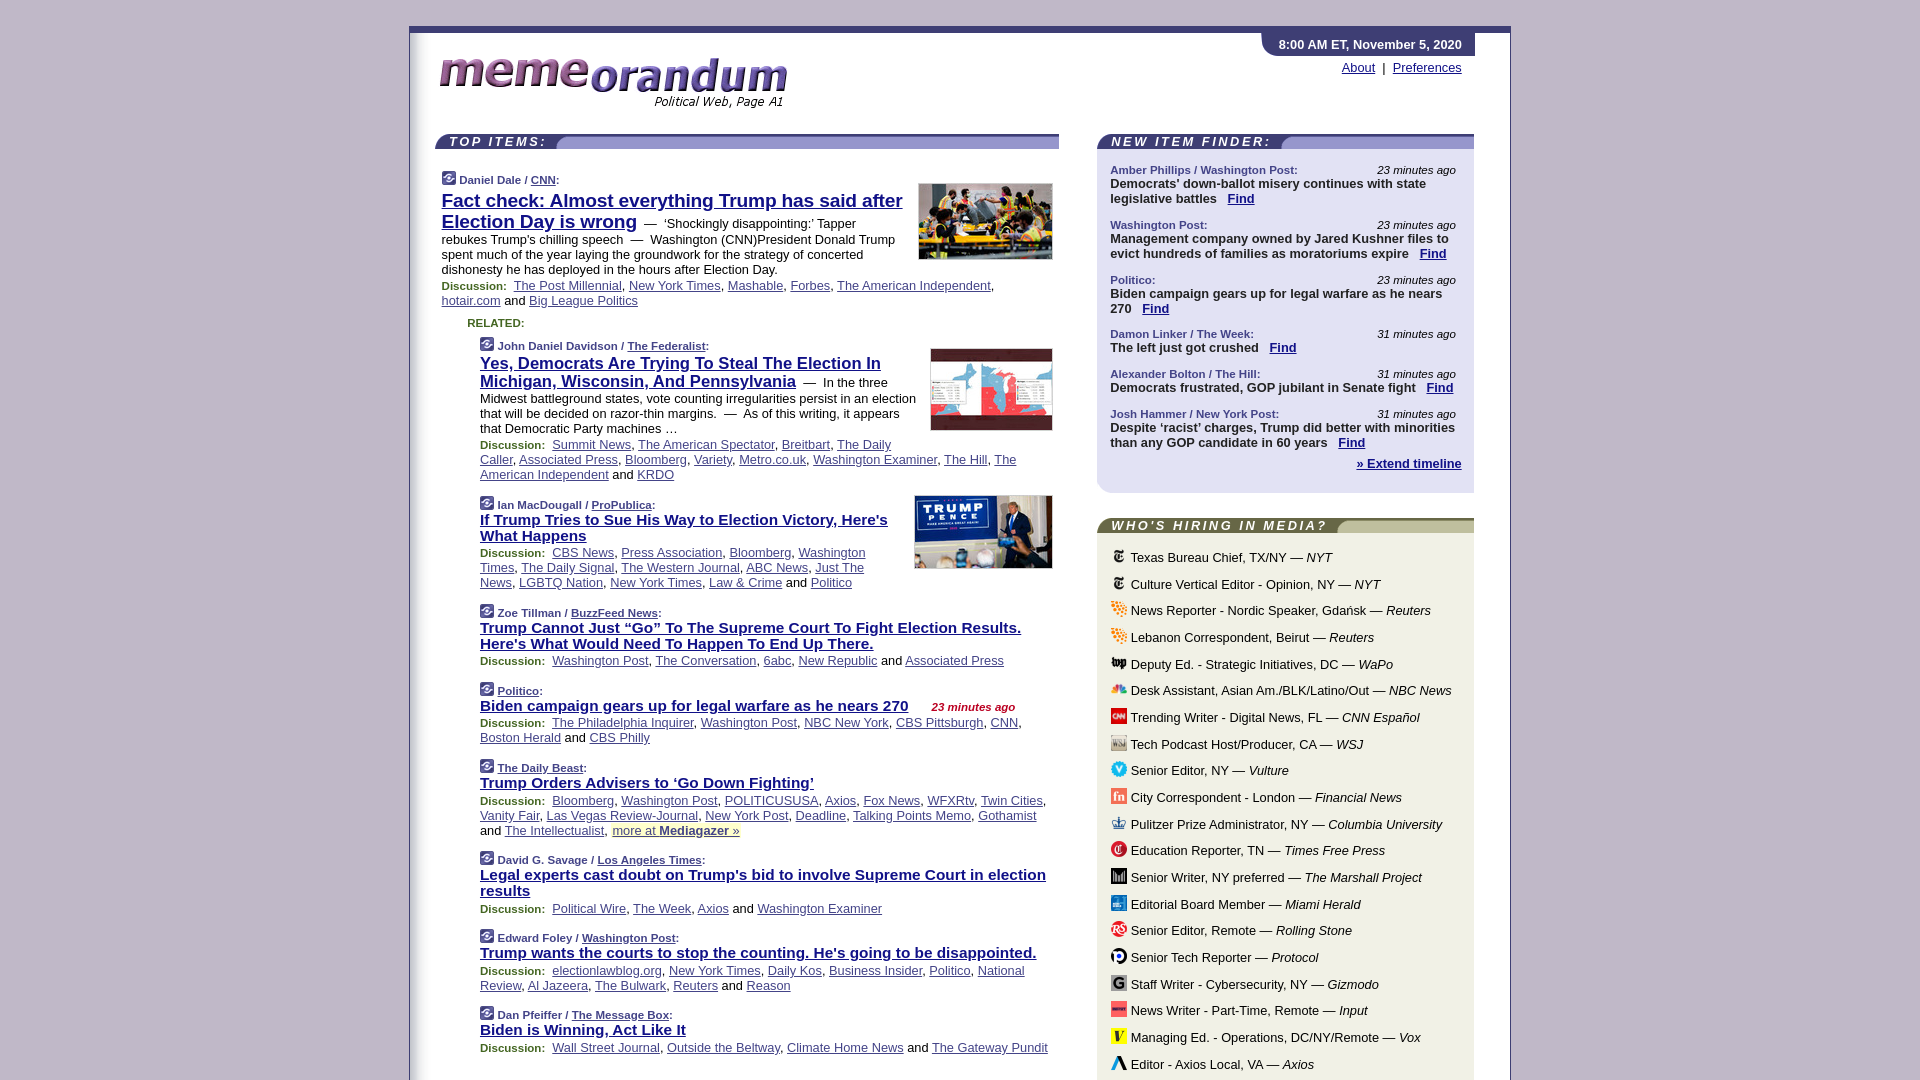 8:00 AM ET, November 5, 2020
memeorandum
Political Web, Page A1
About | Preferences
TOP ITEMS:
Daniel Dale / CNN:
Fact check: Almost everything Trump has said after
Election Day is wrong — ‘Shockingly disappointing:’ Tapper
rebukes Trump's chilling speech — Washington (CNN)President Donald Trump
spent much of the year laying the groundwork for the strategy of concerted
dishonesty he has deployed in the hours after Election Day.
Discussion: The Post Millennial, New York Times, Mashable, Forbes, The American Independent,
hotair.com and Big League Politics
RELATED:
John Daniel Davidson / The Federalist:
Yes, Democrats Are Trying To Steal The Election In
Michigan, Wisconsin, And Pennsylvania — In the three
Midwest battleground states, vote counting irregularities persist in an election
that will be decided on razor-thin margins. — As of this writing, it appears
that Democratic Party machines …
Discussion: Summit News, The American Spectator, Breitbart, The Daily
Caller, Associated Press, Bloomberg, Variety, Metro.co.uk, Washington Examiner, The Hill, The
American Independent and KRDO
Ian MacDougall / ProPublica:
If Trump Tries to Sue His Way to Election Victory, Here's
What Happens
Discussion: CBS News, Press Association, Bloomberg, Washington
Times, The Daily Signal, The Western Journal, ABC News, Just The
News, LGBTQ Nation, New York Times, Law & Crime and Politico
TRUMP
PENCE
Zoe Tillman / BuzzFeed News:
Trump Cannot Just “Go” To The Supreme Court To Fight Election Results.
Here's What Would Need To Happen To End Up There.
Discussion: Washington Post, The Conversation, 6abc, New Republic and Associated Press
Politico:
Biden campaign gears up for legal warfare as he nears 270 23 minutes ago
Discussion: The Philadelphia Inquirer, Washington Post, NBC New York, CBS Pittsburgh, CNN,
Boston Herald and CBS Philly
The Daily Beast:
Trump Orders Advisers to ‘Go Down Fighting’
Discussion: Bloomberg, Washington Post, POLITICUSUSA, Axios, Fox News, WFXRtv, Twin Cities,
Vanity Fair, Las Vegas Review-Journal, New York Post, Deadline, Talking Points Memo, Gothamist
and The Intellectualist, more at Mediagazer »
David G. Savage / Los Angeles Times:
Legal experts cast doubt on Trump's bid to involve Supreme Court in election
results
Discussion: Political Wire, The Week, Axios and Washington Examiner
Edward Foley / Washington Post:
Trump wants the courts to stop the counting. He's going to be disappointed.
Discussion: electionlawblog.org, New York Times, Daily Kos, Business Insider, Politico, National
Review, Al Jazeera, The Bulwark, Reuters and Reason
Dan Pfeiffer / The Message Box:
Biden is Winning, Act Like It
Discussion: Wall Street Journal, Outside the Beltway, Climate Home News and The Gateway Pundit
NEW ITEM FINDER:
Amber Phillips / Washington Post: 23 minutes ago
Democrats' down-ballot misery continues with state
legislative battles Find
Washington Post: 23 minutes ago
Management company owned by Jared Kushner files to
evict hundreds of families as moratoriums expire Find
Politico: 23 minutes ago
Biden campaign gears up for legal warfare as he nears
270 Find
Damon Linker / The Week: 31 minutes ago
The left just got crushed Find
Alexander Bolton / The Hill: 31 minutes ago
Democrats frustrated, GOP jubilant in Senate fight Find
Josh Hammer / New York Post: 31 minutes ago
Despite ‘racist’ charges, Trump did better with minorities
than any GOP candidate in 60 years Find
» Extend timeline
WHO'S HIRING IN MEDIA?
Texas Bureau Chief, TX/NY — NYT
Culture Vertical Editor - Opinion, NY — NYT
News Reporter - Nordic Speaker, Gdańsk — Reuters
Lebanon Correspondent, Beirut — Reuters
Deputy Ed. - Strategic Initiatives, DC — WaPo
Desk Assistant, Asian Am./BLK/Latino/Out — NBC News
Trending Writer - Digital News, FL — CNN Español
Tech Podcast Host/Producer, CA — WSJ
Senior Editor, NY — Vulture
City Correspondent - London — Financial News
Pulitzer Prize Administrator, NY — Columbia University
Education Reporter, TN — Times Free Press
Senior Writer, NY preferred — The Marshall Project
Editorial Board Member — Miami Herald
Senior Editor, Remote — Rolling Stone
Senior Tech Reporter — Protocol
Staff Writer - Cybersecurity, NY — Gizmodo
News Writer - Part-Time, Remote — Input
Managing Ed. - Operations, DC/NY/Remote — Vox
Editor - Axios Local, VA — Axios